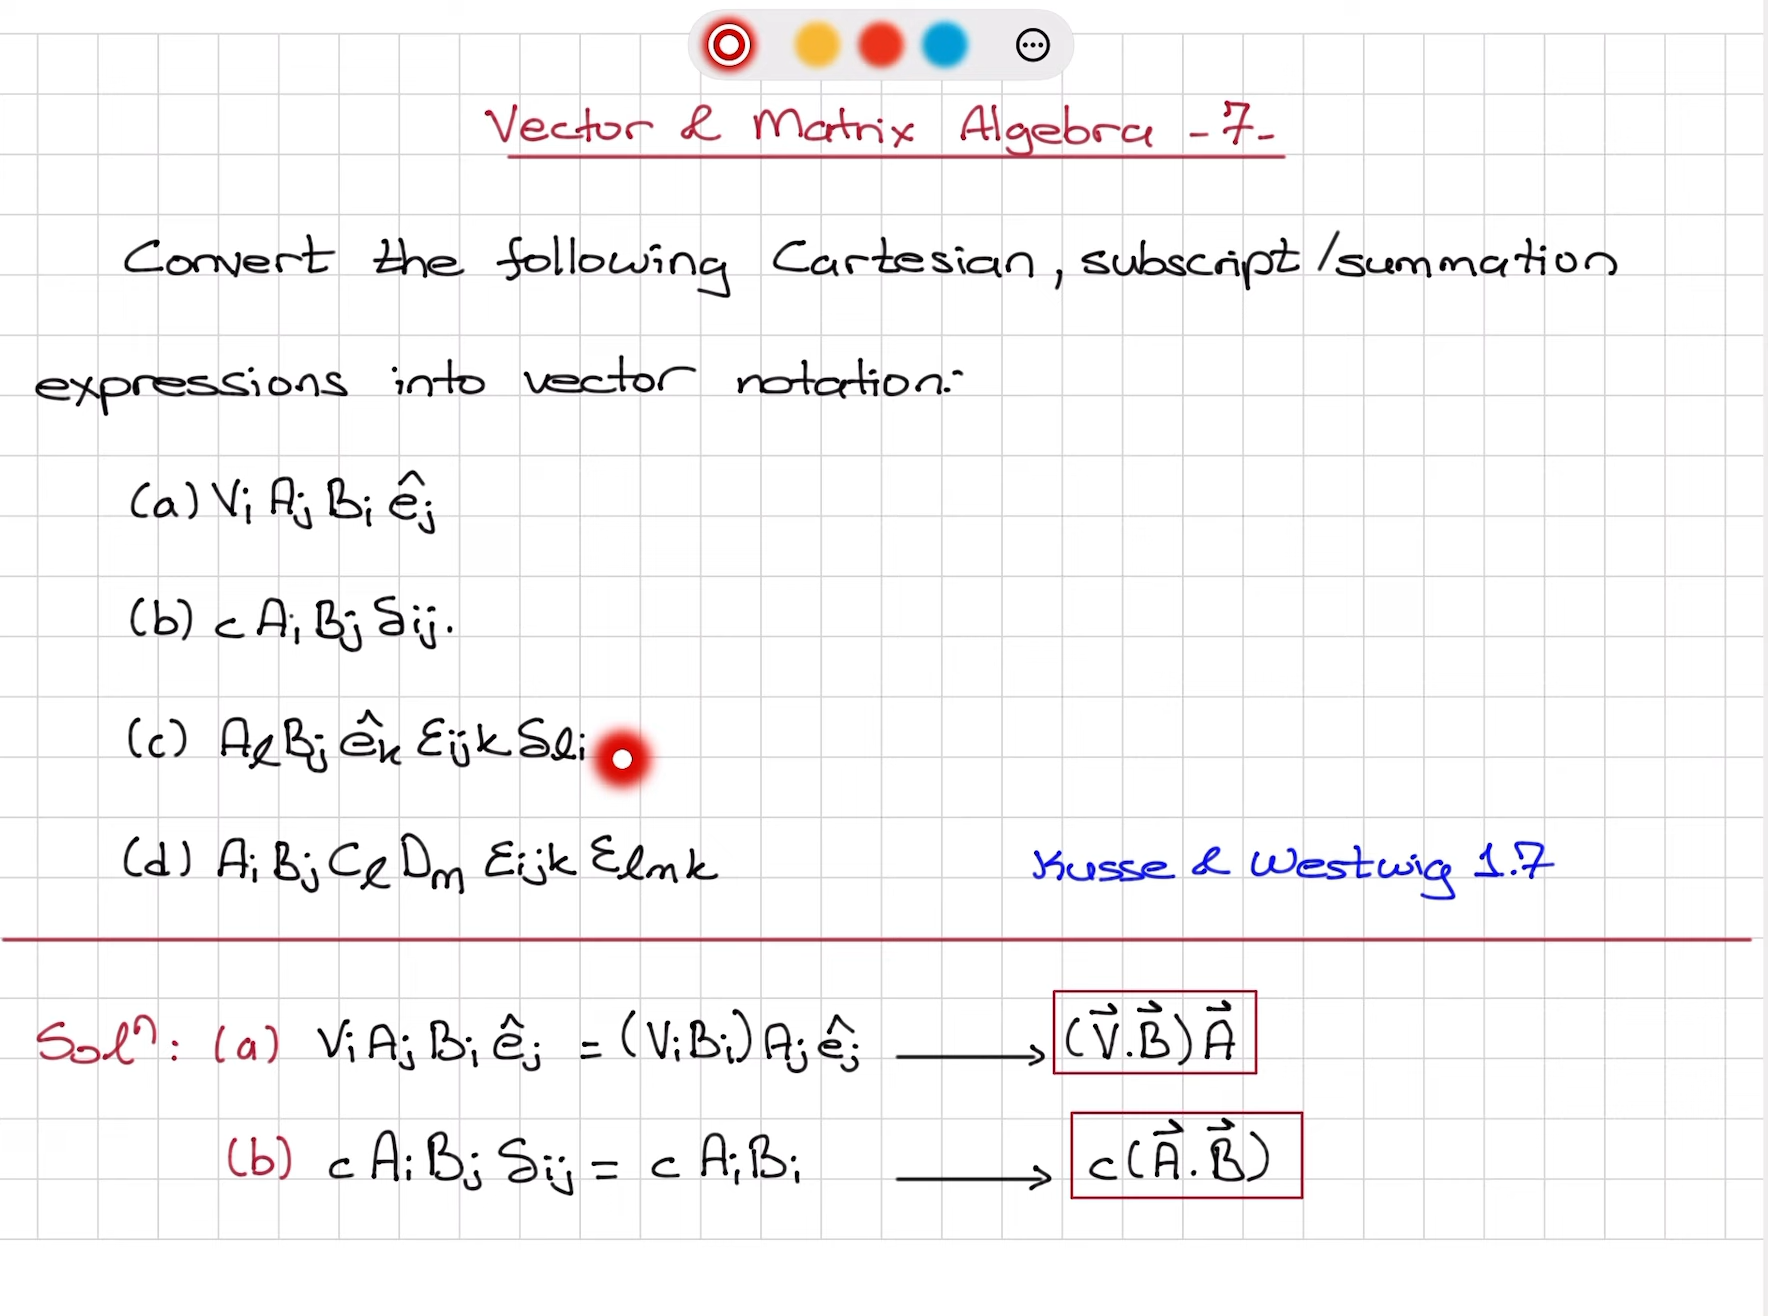 Vector & Matrix Algebra -7-
Convert the following Cartesian, subscript/summation
expressions into vector notation:-
(a) Vᵢ Aⱼ Bᵢ êⱼ
(b) c Aᵢ Bⱼ δᵢⱼ.
(c) Aₗ Bⱼ êₖ εᵢⱼₖ δₗᵢ
(d) Aᵢ Bⱼ Cₗ Dₘ εᵢⱼₖ εₗₘₖ
Kusse & Westwig 1.7
Solⁿ: (a) Vᵢ Aⱼ Bᵢ êⱼ = (VᵢBᵢ) Aⱼ êⱼ ⟶ (V⃗.B⃗) A⃗
(b) c Aᵢ Bⱼ δᵢⱼ = c AᵢBᵢ ⟶ c(A⃗.B⃗)